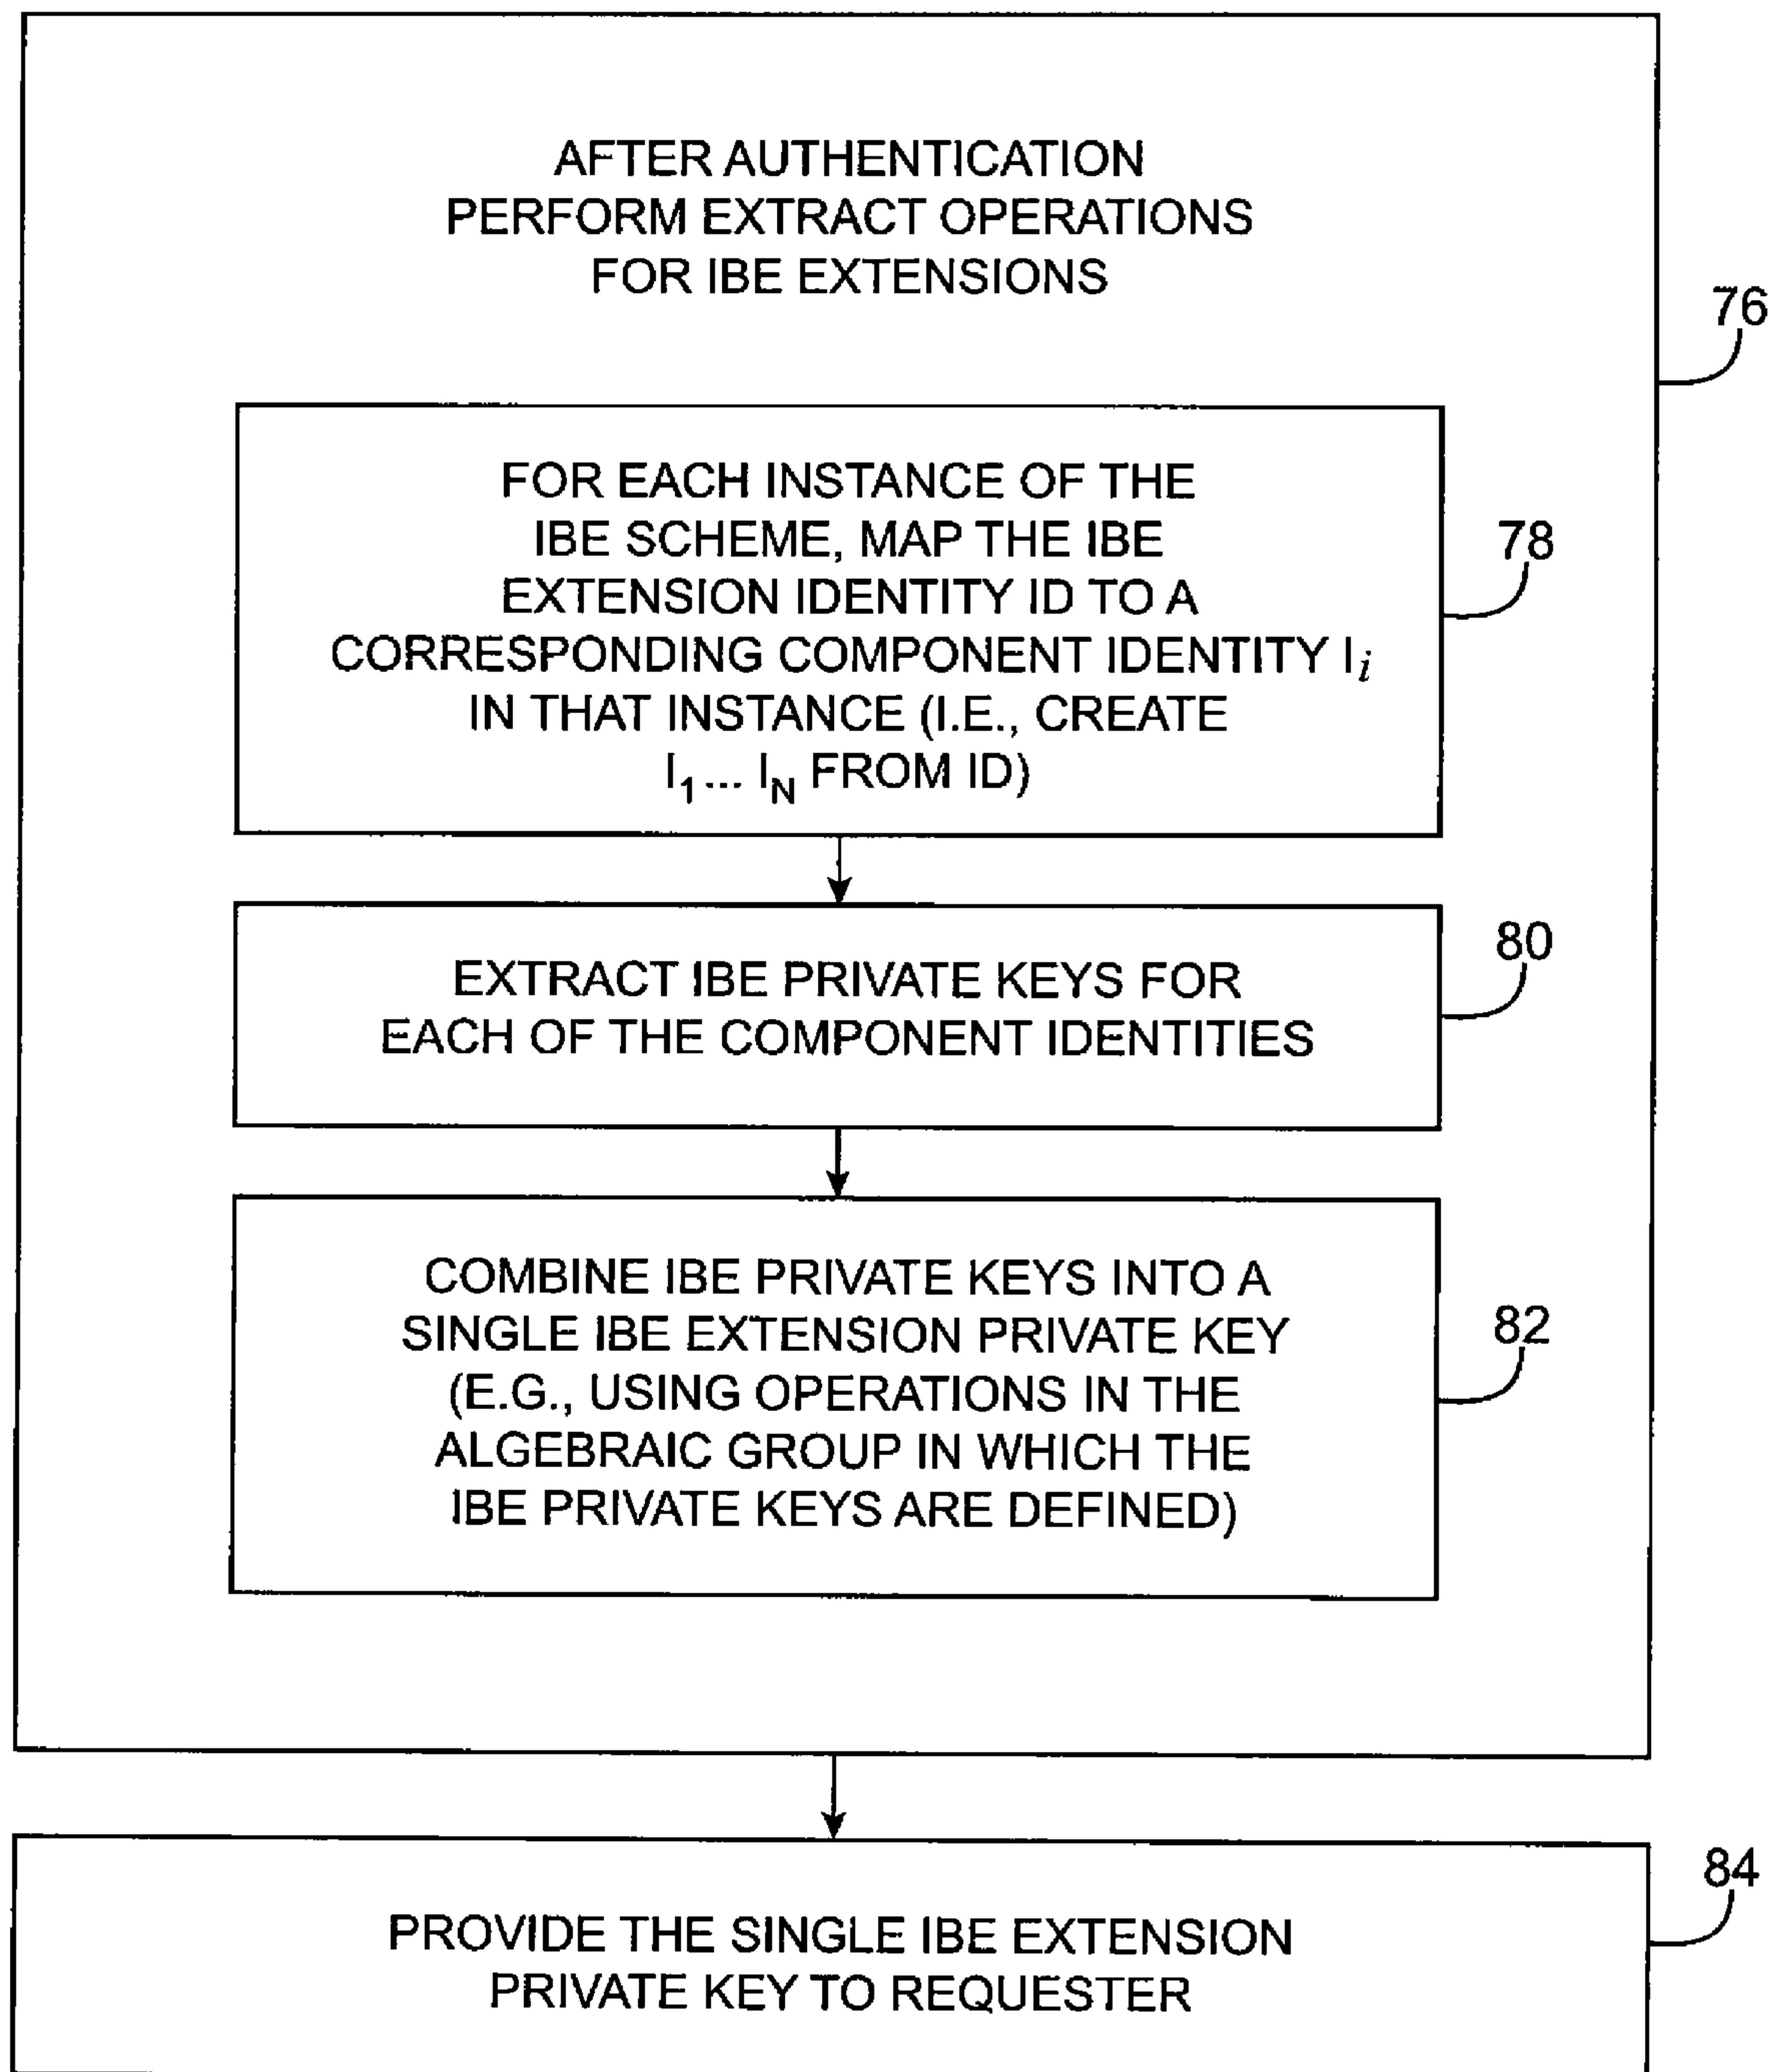 AFTER AUTHENTICATION
PERFORM EXTRACT OPERATIONS
FOR IBE EXTENSIONS
76
FOR EACH INSTANCE OF THE
IBE SCHEME, MAP THE IBE
EXTENSION IDENTITY ID TO A
CORRESPONDING COMPONENT IDENTITY Iᵢ
IN THAT INSTANCE (I.E., CREATE
I₁... I_N FROM ID)
78
EXTRACT IBE PRIVATE KEYS FOR
EACH OF THE COMPONENT IDENTITIES
80
COMBINE IBE PRIVATE KEYS INTO A
SINGLE IBE EXTENSION PRIVATE KEY
(E.G., USING OPERATIONS IN THE
ALGEBRAIC GROUP IN WHICH THE
IBE PRIVATE KEYS ARE DEFINED)
82
PROVIDE THE SINGLE IBE EXTENSION
PRIVATE KEY TO REQUESTER
84